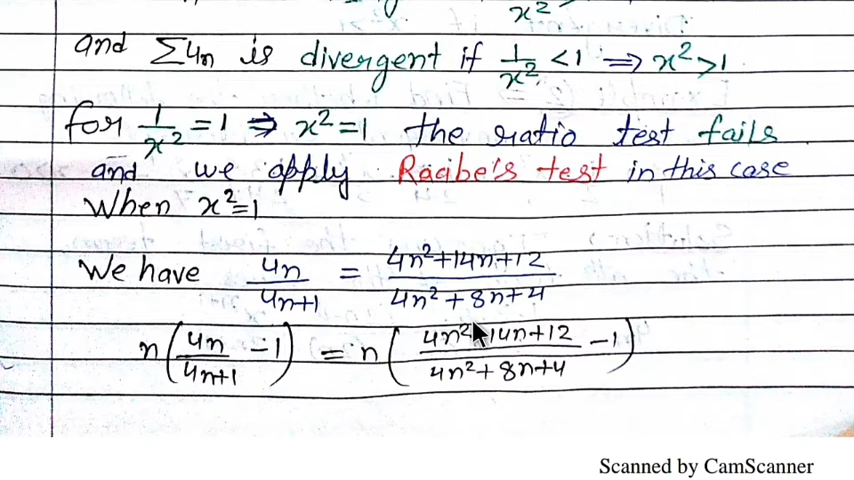 x²
and Σun is divergent if 1/x² < 1 ⇒ x² > 1
for 1/x² = 1 ⇒ x² = 1 the ratio test fails
and we apply Raabe's test in this case
When x² = 1
We have un/un+1 = 4n²+14n+12/4n²+8n+4
n(un/un+1 − 1) = n(4n²+14n+12/4n²+8n+4 − 1)
Scanned by CamScanner